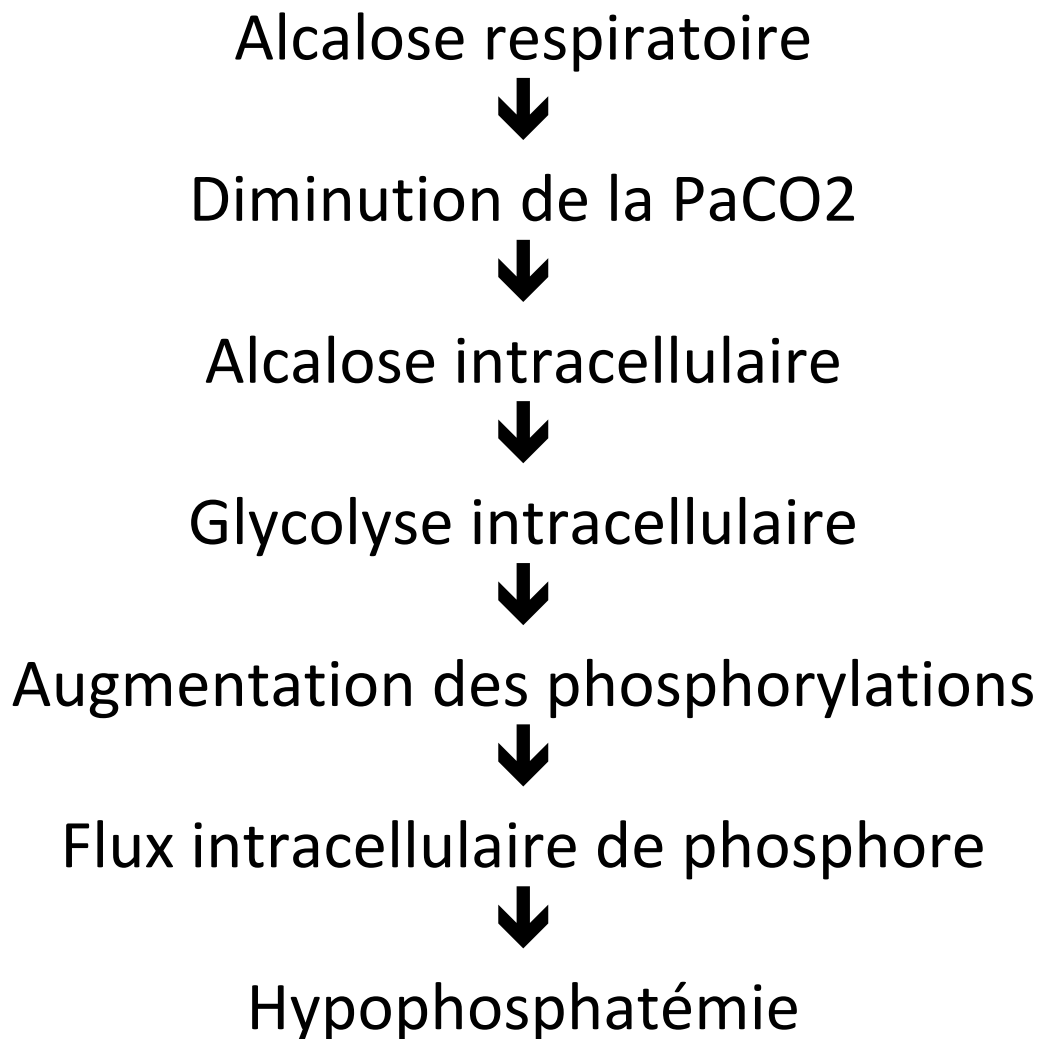 Alcalose respiratoire
Diminution de la PaCO2
Alcalose intracellulaire
Glycolyse intracellulaire
Augmentation des phosphorylations
Flux intracellulaire de phosphore
Hypophosphatémie